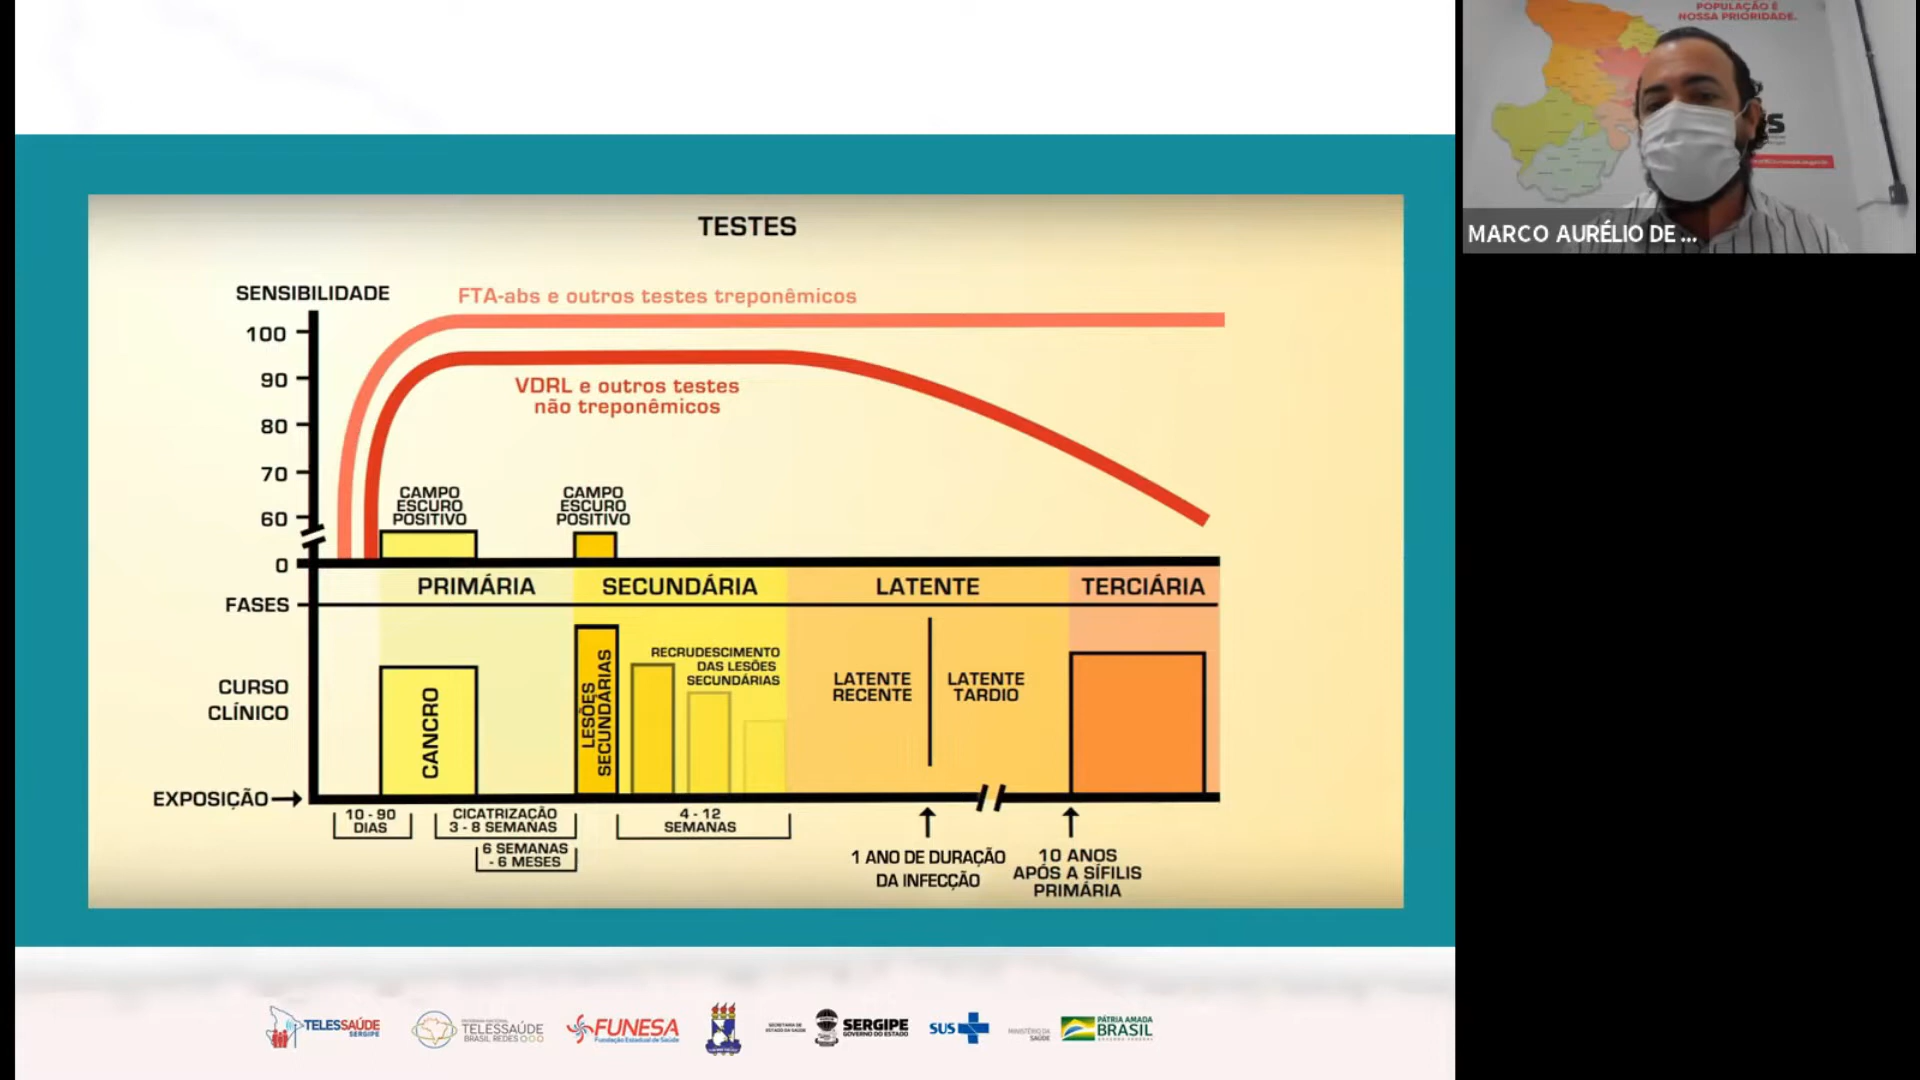 POPULAÇÃO É
NOSSA PRIORIDADE.
MARCO AURÉLIO DE ...
TESTES
SENSIBILIDADE
FTA-abs e outros testes treponêmicos
100
90
80
70
60
0
VDRL e outros testes
não treponêmicos
CAMPO
ESCURO
POSITIVO
CAMPO
ESCURO
POSITIVO
FASES
PRIMÁRIA
SECUNDÁRIA
LATENTE
TERCIÁRIA
CURSO
CLÍNICO
CANCRO
LESÕES
SECUNDÁRIAS
RECRUDESCIMENTO
DAS LESÕES
SECUNDÁRIAS
LATENTE
RECENTE
LATENTE
TARDIO
EXPOSIÇÃO
10 - 90
DIAS
CICATRIZAÇÃO
3 - 8 SEMANAS
6 SEMANAS
- 6 MESES
4 - 12
SEMANAS
1 ANO DE DURAÇÃO
DA INFECÇÃO
10 ANOS
APÓS A SÍFILIS
PRIMÁRIA
TELESSAÚDE
SERGIPE
PROGRAMA NACIONAL
TELESSAÚDE
BRASIL REDES
FUNESA
Fundação Estadual de Saúde
SECRETARIA DE
ESTADO DA SAÚDE
SERGIPE
GOVERNO DO ESTADO
SUS
MINISTÉRIO DA
SAÚDE
PÁTRIA AMADA
BRASIL
GOVERNO FEDERAL